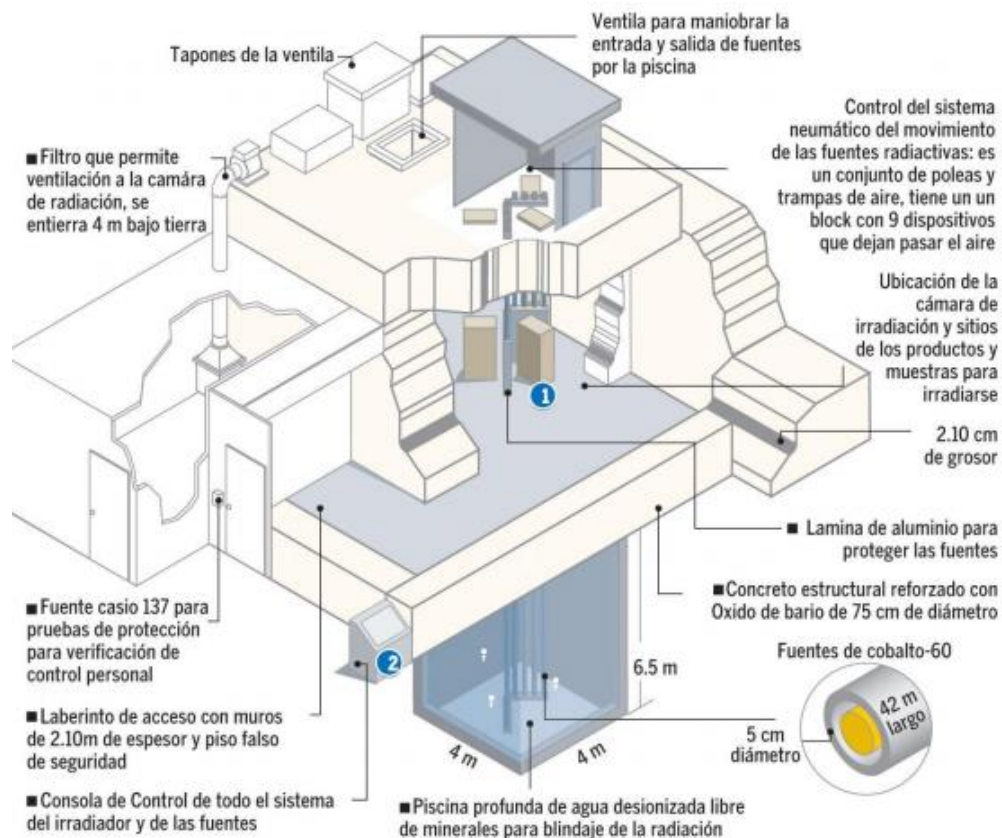 Tapones de la ventila
Ventila para maniobrar la
entrada y salida de fuentes
por la piscina
Control del sistema
neumático del movimiento
de las fuentes radiactivas: es
un conjunto de poleas y
trampas de aire, tiene un un
block con 9 dispositivos
que dejan pasar el aire
■ Filtro que permite
ventilación a la camára
de radiación, se
entierra 4 m bajo tierra
Ubicación de la
cámara de
irradiación y sitios
de los productos y
muestras para
irradiarse
1
2.10 cm
de grosor
■ Lamina de aluminio para
proteger las fuentes
■ Concreto estructural reforzado con
Oxido de bario de 75 cm de diámetro
■ Fuente casio 137 para
pruebas de protección
para verificación de
control personal
2
6.5 m
4 m
4 m
Fuentes de cobalto-60
42 m
largo
5 cm
diámetro
■ Laberinto de acceso con muros
de 2.10m de espesor y piso falso
de seguridad
■ Consola de Control de todo el sistema
del irradiador y de las fuentes
■ Piscina profunda de agua desionizada libre
de minerales para blindaje de la radiación